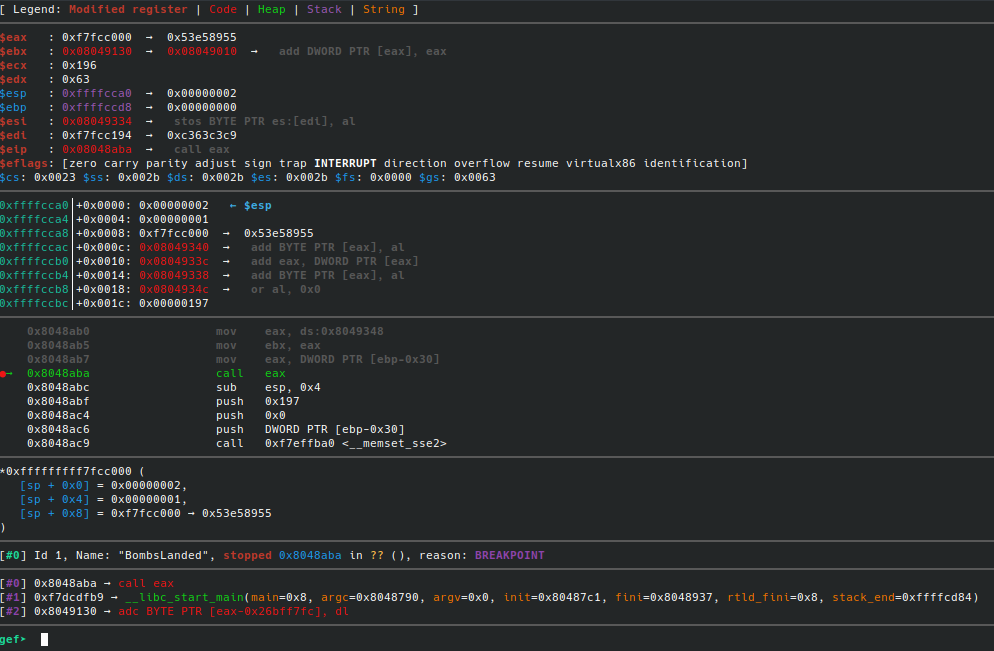 [ Legend: Modified register | Code | Heap | Stack | String ]
$eax   : 0xf7fcc000  →  0x53e58955
$ebx   : 0x08049130  →  0x08049010  →   add DWORD PTR [eax], eax
$ecx   : 0x196
$edx   : 0x63
$esp   : 0xffffcca0  →  0x00000002
$ebp   : 0xffffccd8  →  0x00000000
$esi   : 0x08049334  →   stos BYTE PTR es:[edi], al
$edi   : 0xf7fcc194  →  0xc363c3c9
$eip   : 0x08048aba  →   call eax
$eflags: [zero carry parity adjust sign trap INTERRUPT direction overflow resume virtualx86 identification]
$cs: 0x0023 $ss: 0x002b $ds: 0x002b $es: 0x002b $fs: 0x0000 $gs: 0x0063
0xffffcca0│+0x0000: 0x00000002   ← $esp
0xffffcca4│+0x0004: 0x00000001
0xffffcca8│+0x0008: 0xf7fcc000  →  0x53e58955
0xffffccac│+0x000c: 0x08049340  →   add BYTE PTR [eax], al
0xffffccb0│+0x0010: 0x0804933c  →   add eax, DWORD PTR [eax]
0xffffccb4│+0x0014: 0x08049338  →   add BYTE PTR [eax], al
0xffffccb8│+0x0018: 0x0804934c  →   or al, 0x0
0xffffccbc│+0x001c: 0x00000197
0x8048ab0                  mov    eax, ds:0x8049348
0x8048ab5                  mov    ebx, eax
0x8048ab7                  mov    eax, DWORD PTR [ebp-0x30]
●→  0x8048aba                  call   eax
0x8048abc                  sub    esp, 0x4
0x8048abf                  push   0x197
0x8048ac4                  push   0x0
0x8048ac6                  push   DWORD PTR [ebp-0x30]
0x8048ac9                  call   0xf7effba0 <__memset_sse2>
*0xfffffffff7fcc000 (
[sp + 0x0] = 0x00000002,
[sp + 0x4] = 0x00000001,
[sp + 0x8] = 0xf7fcc000 → 0x53e58955
)
[#0] Id 1, Name: "BombsLanded", stopped 0x8048aba in ?? (), reason: BREAKPOINT
[#0] 0x8048aba → call eax
[#1] 0xf7dcdfb9 → __libc_start_main(main=0x8, argc=0x8048790, argv=0x0, init=0x80487c1, fini=0x8048937, rtld_fini=0x8, stack_end=0xffffcd84)
[#2] 0x8049130 → adc BYTE PTR [eax-0x26bff7fc], dl
gef➤